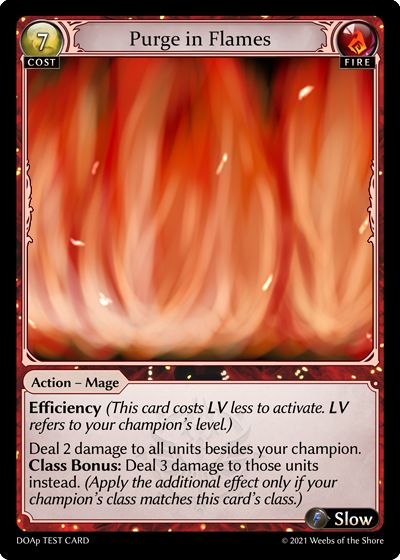 7
Purge in Flames
COST
FIRE
Action – Mage
Efficiency (This card costs LV less to activate. LV
refers to your champion's level.)
Deal 2 damage to all units besides your champion.
Class Bonus: Deal 3 damage to those units
instead. (Apply the additional effect only if your
champion's class matches this card's class.)
Slow
DOAp TEST CARD
© 2021 Weebs of the Shore